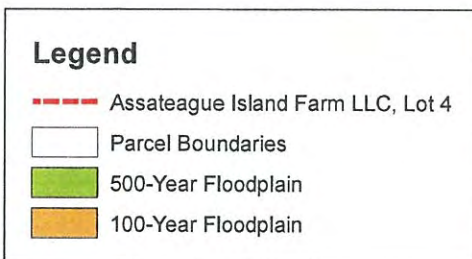 Legend
Assateague Island Farm LLC, Lot 4
Parcel Boundaries
500-Year Floodplain
100-Year Floodplain